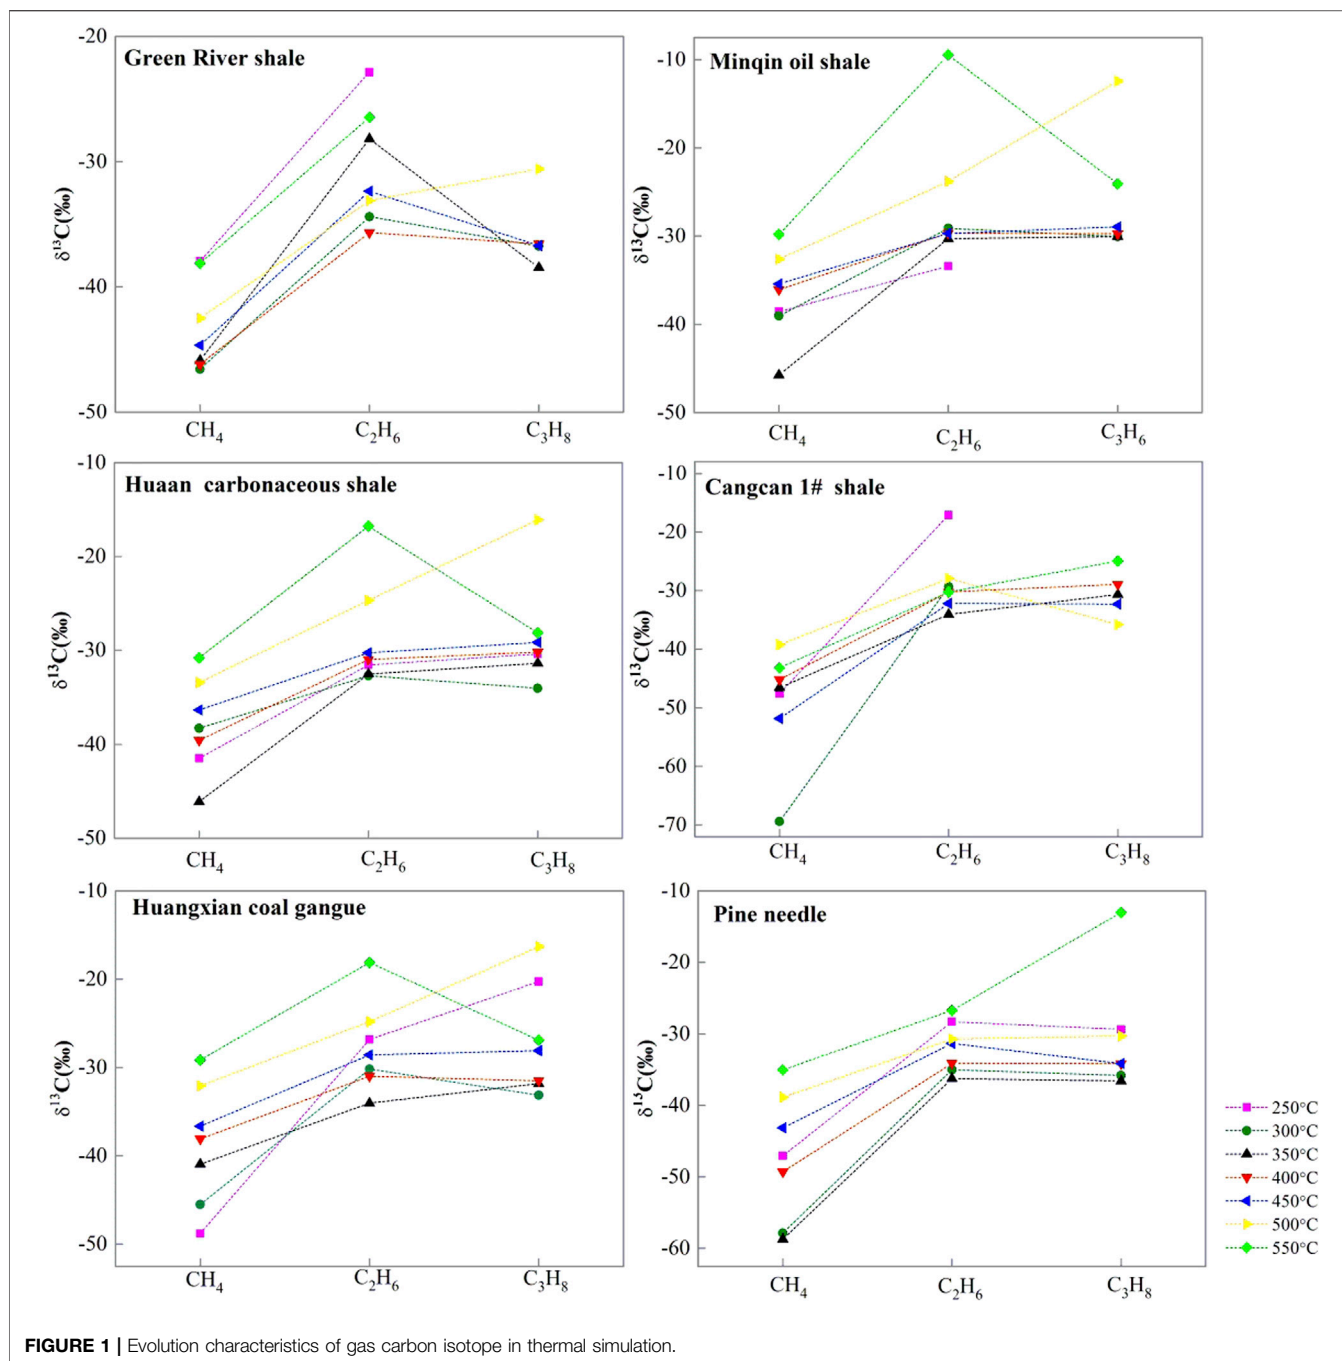 Green River shale
-20
-30
-40
-50
δ¹³C(‰)
CH₄
C₂H₆
C₃H₈
Minqin oil shale
-10
-20
-30
-40
-50
δ¹³C(‰)
CH₄
C₂H₆
C₃H₆
Huaan carbonaceous shale
-10
-20
-30
-40
-50
δ¹³C(‰)
CH₄
C₂H₆
C₃H₈
Cangcan 1# shale
-10
-20
-30
-40
-50
-60
-70
δ¹³C(‰)
CH₄
C₂H₆
C₃H₈
Huangxian coal gangue
-10
-20
-30
-40
-50
δ¹³C(‰)
CH₄
C₂H₆
C₃H₈
Pine needle
-10
-20
-30
-40
-50
-60
δ¹³C(‰)
CH₄
C₂H₆
C₃H₈
250°C
300°C
350°C
400°C
450°C
500°C
550°C
FIGURE 1 | Evolution characteristics of gas carbon isotope in thermal simulation.